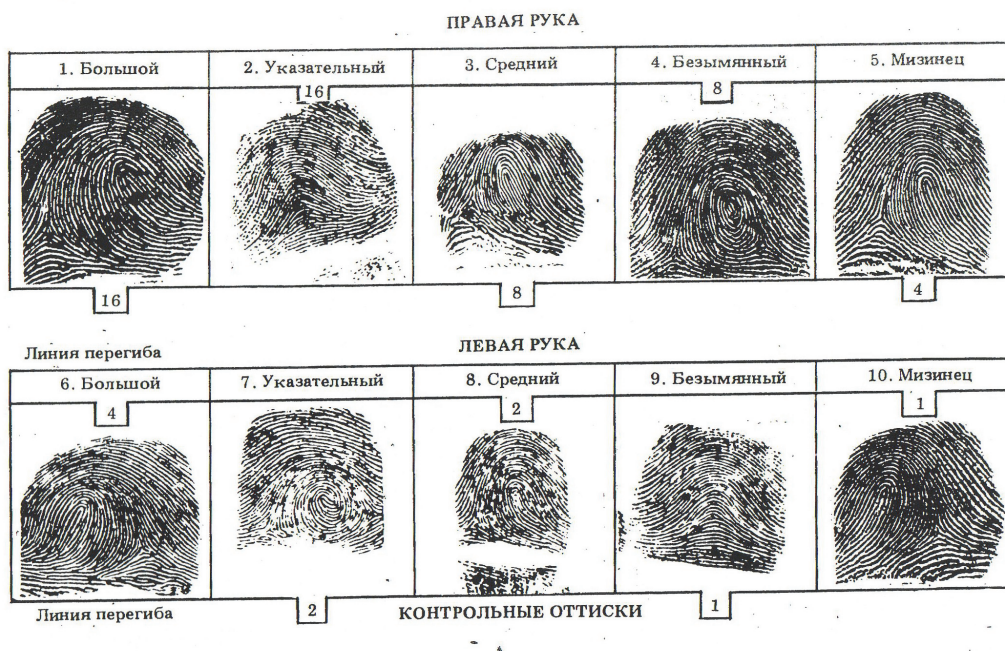 ПРАВАЯ РУКА
1. Большой 2. Указательный 3. Средний 4. Безымянный 5. Мизинец
16 8
16 8 4
Линия перегиба ЛЕВАЯ РУКА
6. Большой 7. Указательный 8. Средний 9. Безымянный 10. Мизинец
4 2 1
Линия перегиба 2 КОНТРОЛЬНЫЕ ОТТИСКИ 1